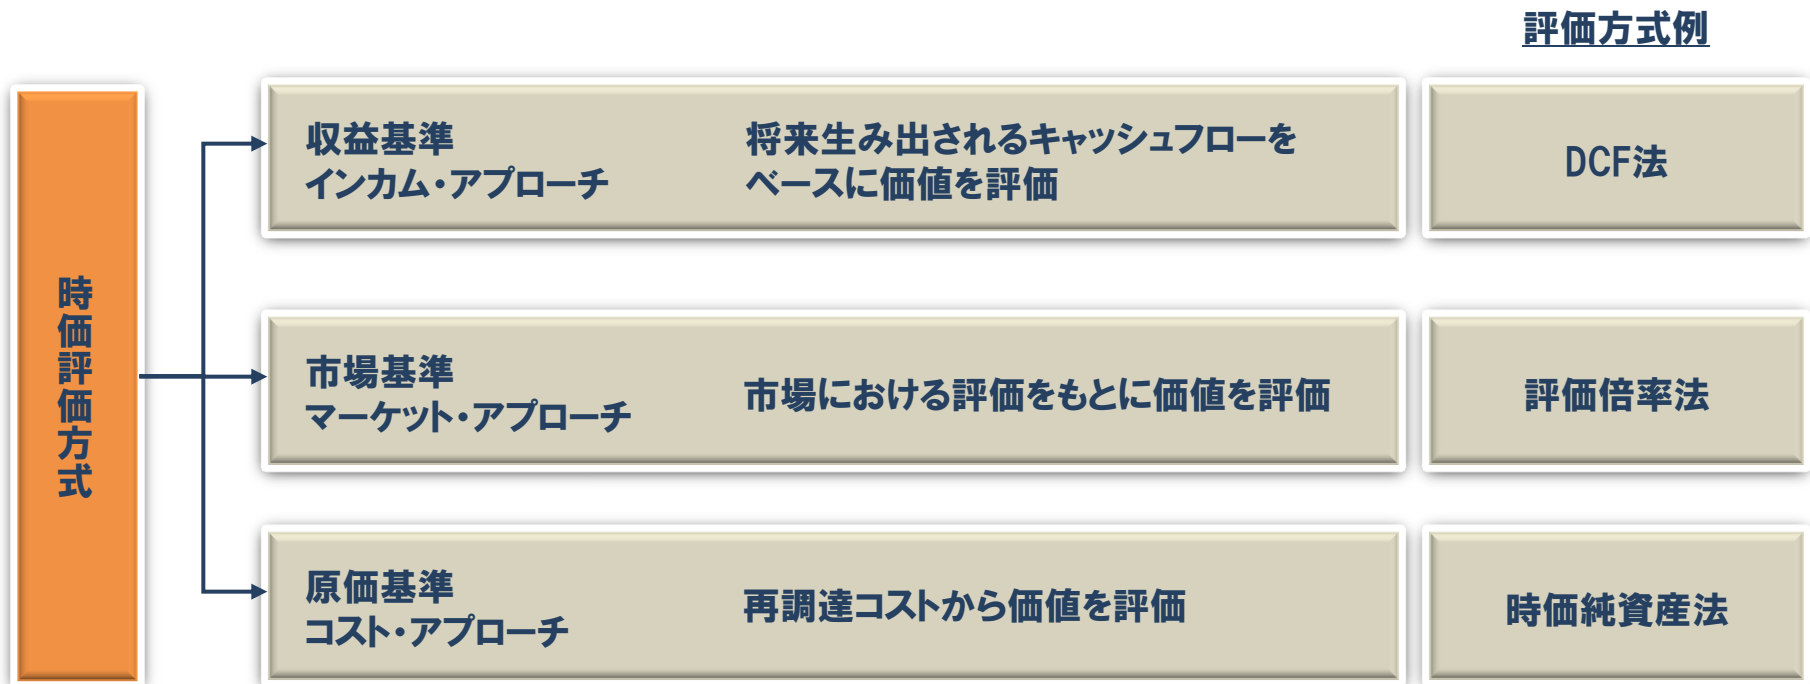 評価方式例
時価評価方式
収益基準
インカム・アプローチ
将来生み出されるキャッシュフローを
ベースに価値を評価
DCF法
市場基準
マーケット・アプローチ
市場における評価をもとに価値を評価
評価倍率法
原価基準
コスト・アプローチ
再調達コストから価値を評価
時価純資産法